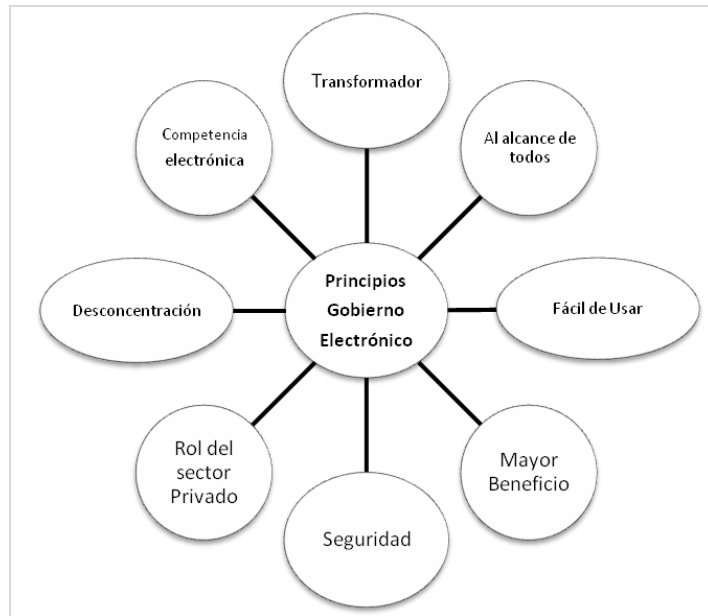 Transformador
Competencia
electrónica
Al alcance de
todos
Desconcentración
Principios
Gobierno
Electrónico
Fácil de Usar
Rol del
sector
Privado
Seguridad
Mayor
Beneficio